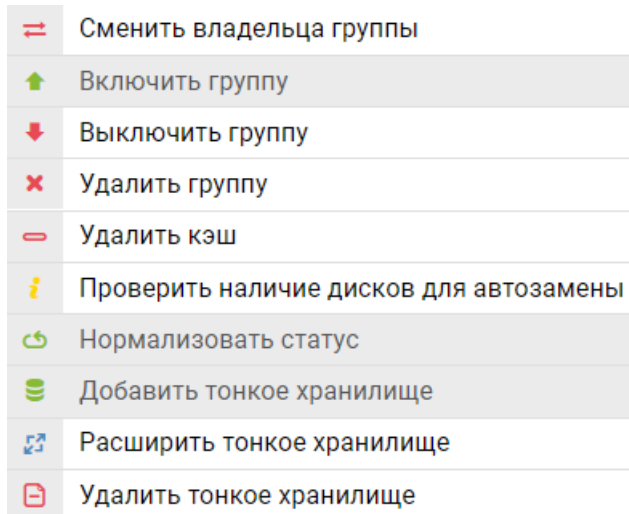 Сменить владельца группы
Включить группу
Выключить группу
Удалить группу
Удалить кэш
Проверить наличие дисков для автозамены
Нормализовать статус
Добавить тонкое хранилище
Расширить тонкое хранилище
Удалить тонкое хранилище